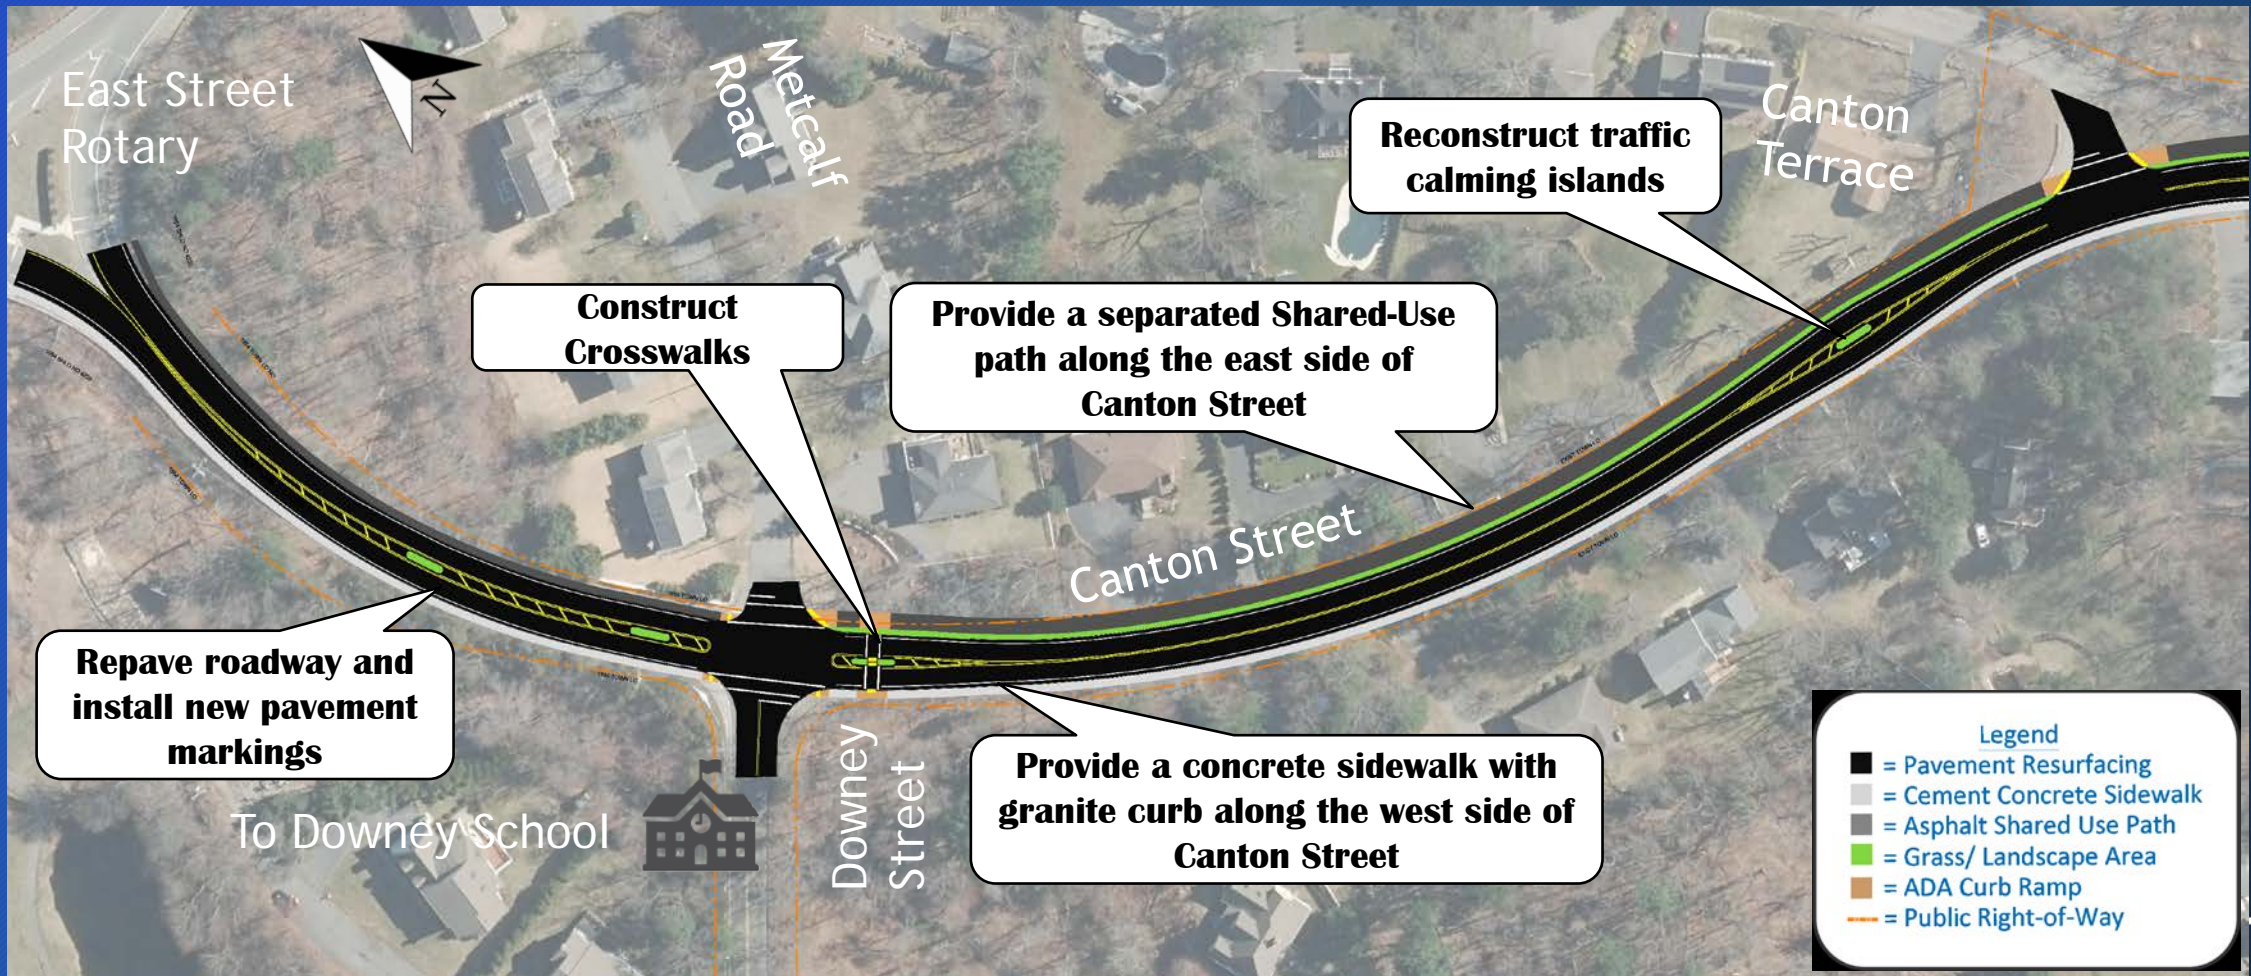 East Street
Rotary
N
Metcalf
Road
Canton
Terrace
Reconstruct traffic
calming islands
Construct
Crosswalks
Provide a separated Shared-Use
path along the east side of
Canton Street
Canton Street
Repave roadway and
install new pavement
markings
Provide a concrete sidewalk with
granite curb along the west side of
Canton Street
To Downey School
Downey
Street
Legend
= Pavement Resurfacing
= Cement Concrete Sidewalk
= Asphalt Shared Use Path
= Grass/ Landscape Area
= ADA Curb Ramp
= Public Right-of-Way